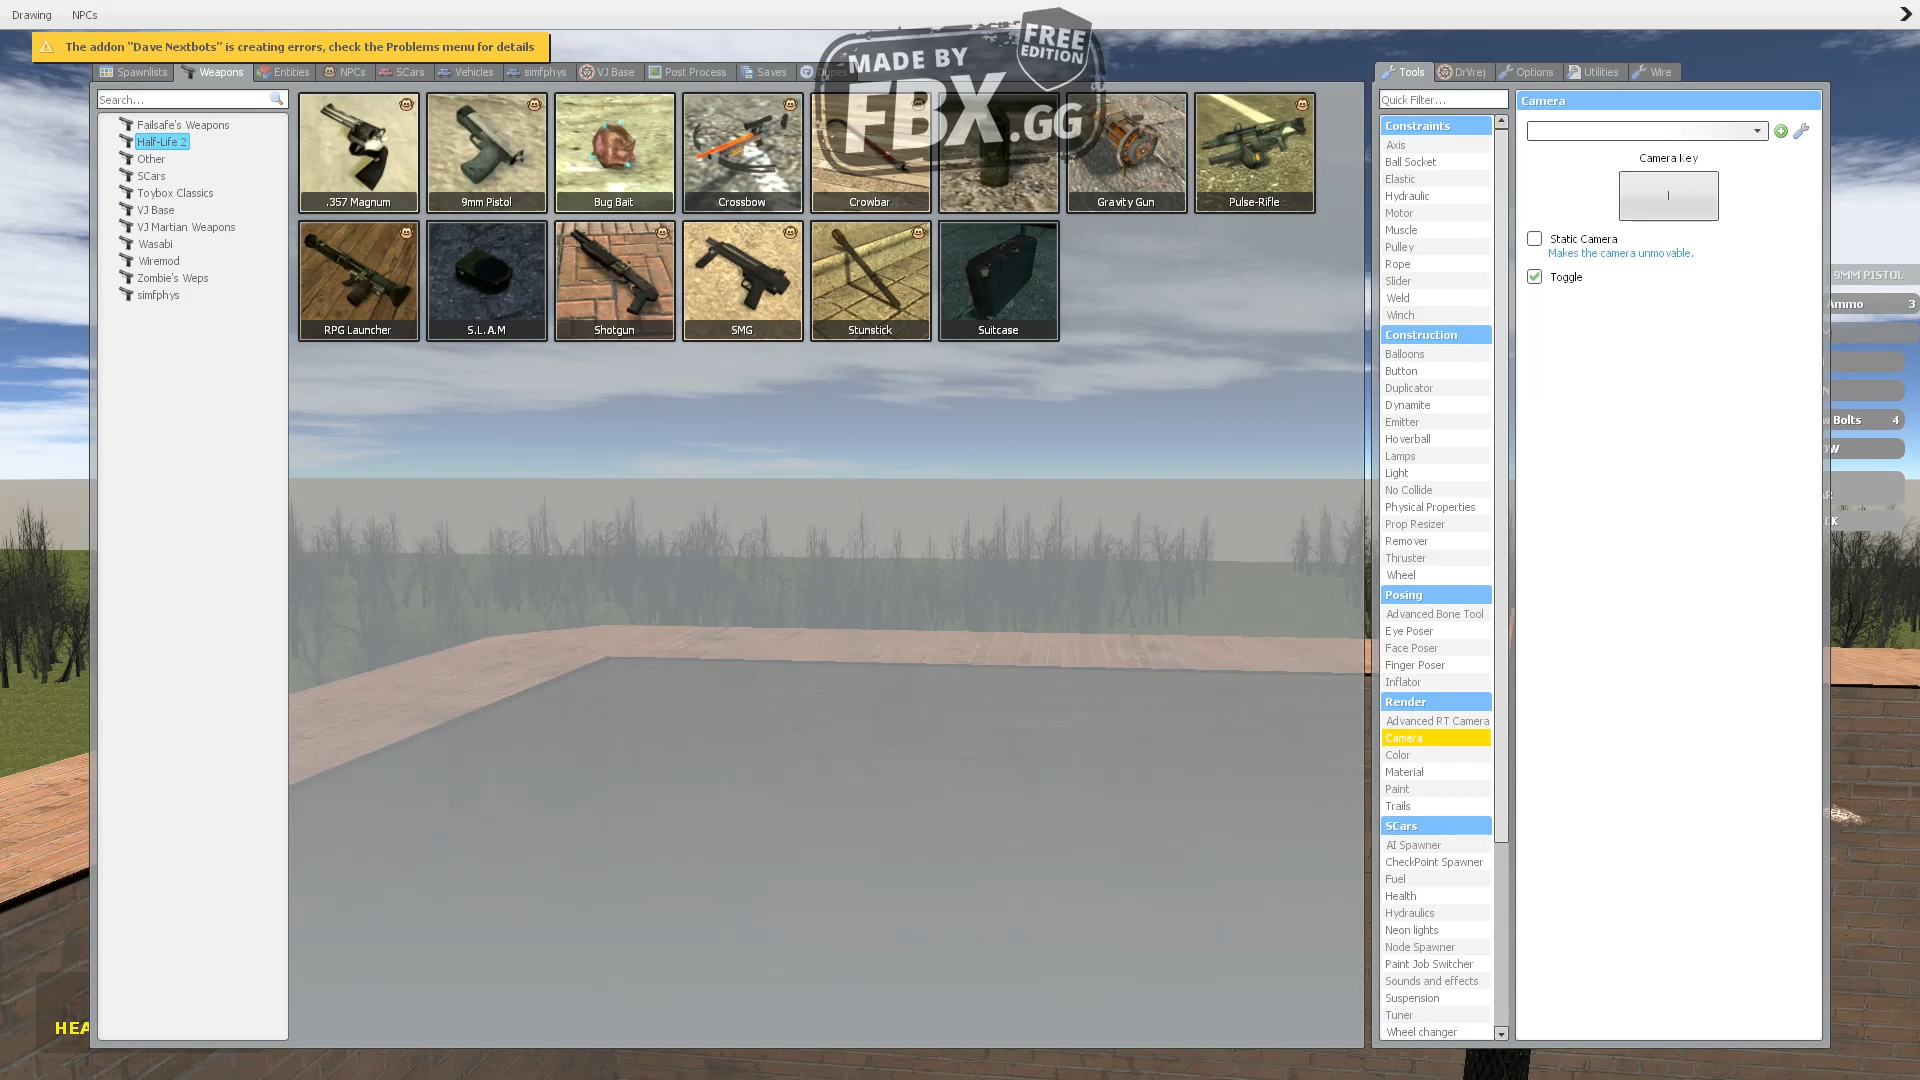 Drawing NPCs
The addon "Dave Nextbots" is creating errors, check the Problems menu for details
MADE BY
FBX.GG
FREE
EDITION
Spawnlists Weapons Entities NPCs SCars Vehicles simfphys VJ Base Post Process Saves
Search...
Failsafe's Weapons
Half-Life 2
Other
SCars
Toybox Classics
VJ Base
VJ Martian Weapons
Wasabi
Wiremod
Zombie's Weps
simfphys
.357 Magnum 9mm Pistol Bug Bait Crossbow Crowbar Gravity Gun Pulse-Rifle
RPG Launcher S.L.A.M Shotgun SMG Stunstick Suitcase
Tools DrVrej Options Utilities Wire
Quick Filter...
Constraints
Axis
Ball Socket
Elastic
Hydraulic
Motor
Muscle
Pulley
Rope
Slider
Weld
Winch
Construction
Balloons
Button
Duplicator
Dynamite
Emitter
Hoverball
Lamps
Light
No Collide
Physical Properties
Prop Resizer
Remover
Thruster
Wheel
Posing
Advanced Bone Tool
Eye Poser
Face Poser
Finger Poser
Inflator
Render
Advanced RT Camera
Camera
Color
Material
Paint
Trails
SCars
AI Spawner
CheckPoint Spawner
Fuel
Health
Hydraulics
Neon lights
Node Spawner
Paint Job Switcher
Sounds and effects
Suspension
Tuner
Wheel changer
Camera
Camera Key
Static Camera
Makes the camera unmovable.
Toggle
9MM PISTOL
Ammo 3
Bolts 4
HEA